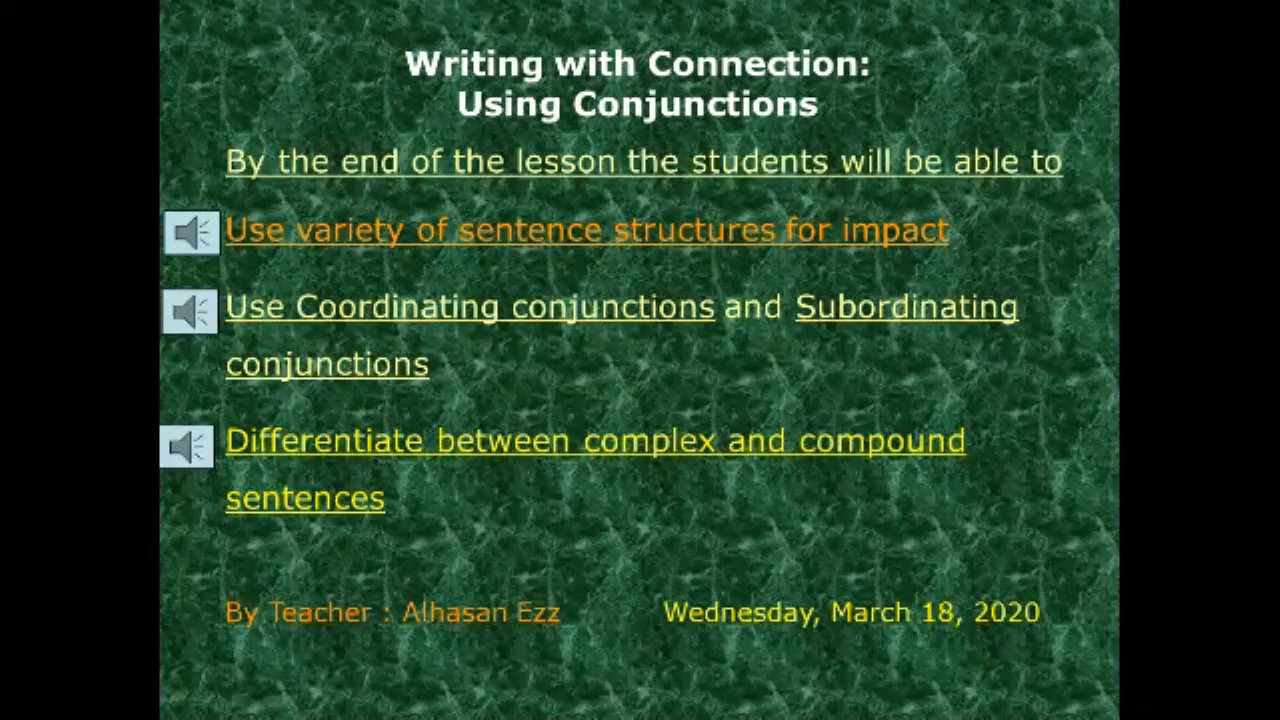 Writing with Connection:
Using Conjunctions
By the end of the lesson the students will be able to
Use variety of sentence structures for impact
Use Coordinating conjunctions and Subordinating
conjunctions
Differentiate between complex and compound
sentences
By Teacher : Alhasan Ezz Wednesday, March 18, 2020